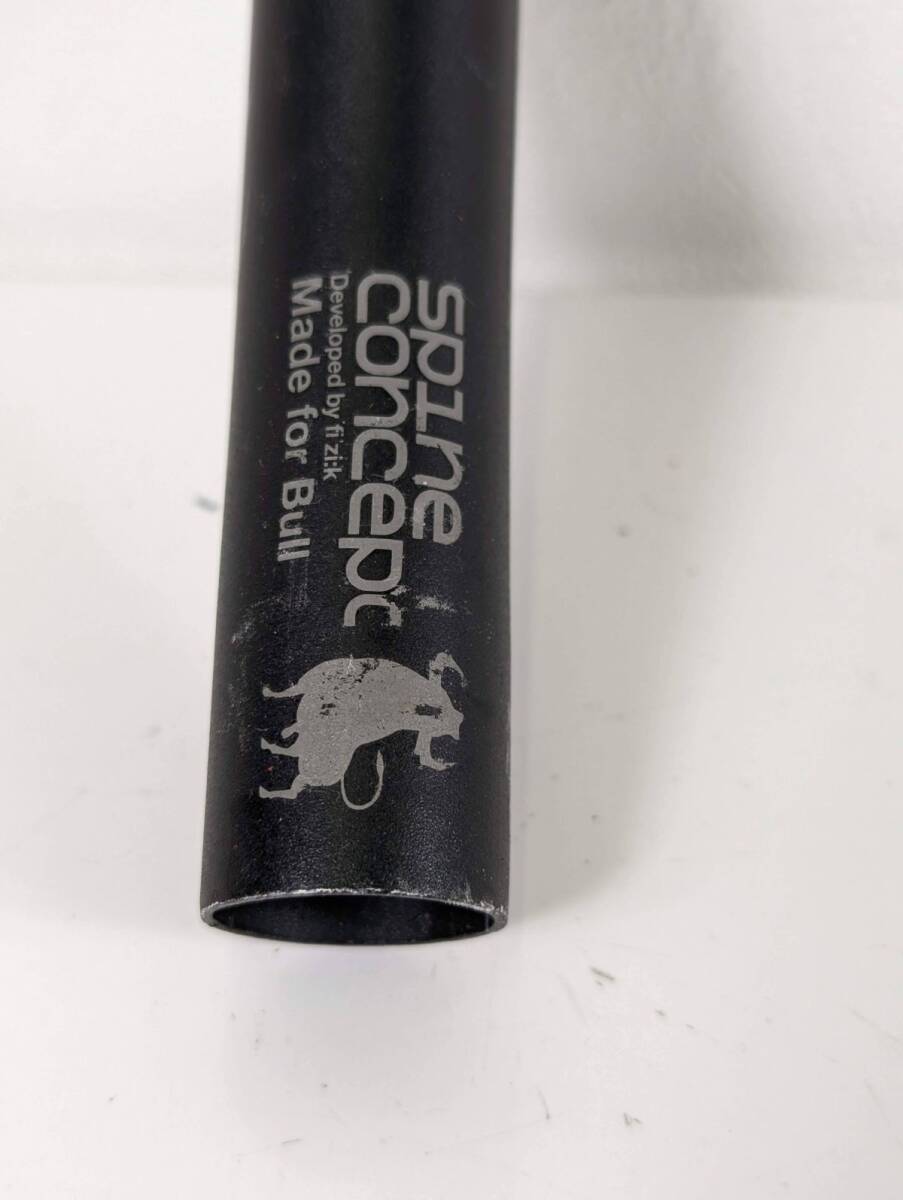 spine
concept
Developed by fi'zi:k
Made for Bull